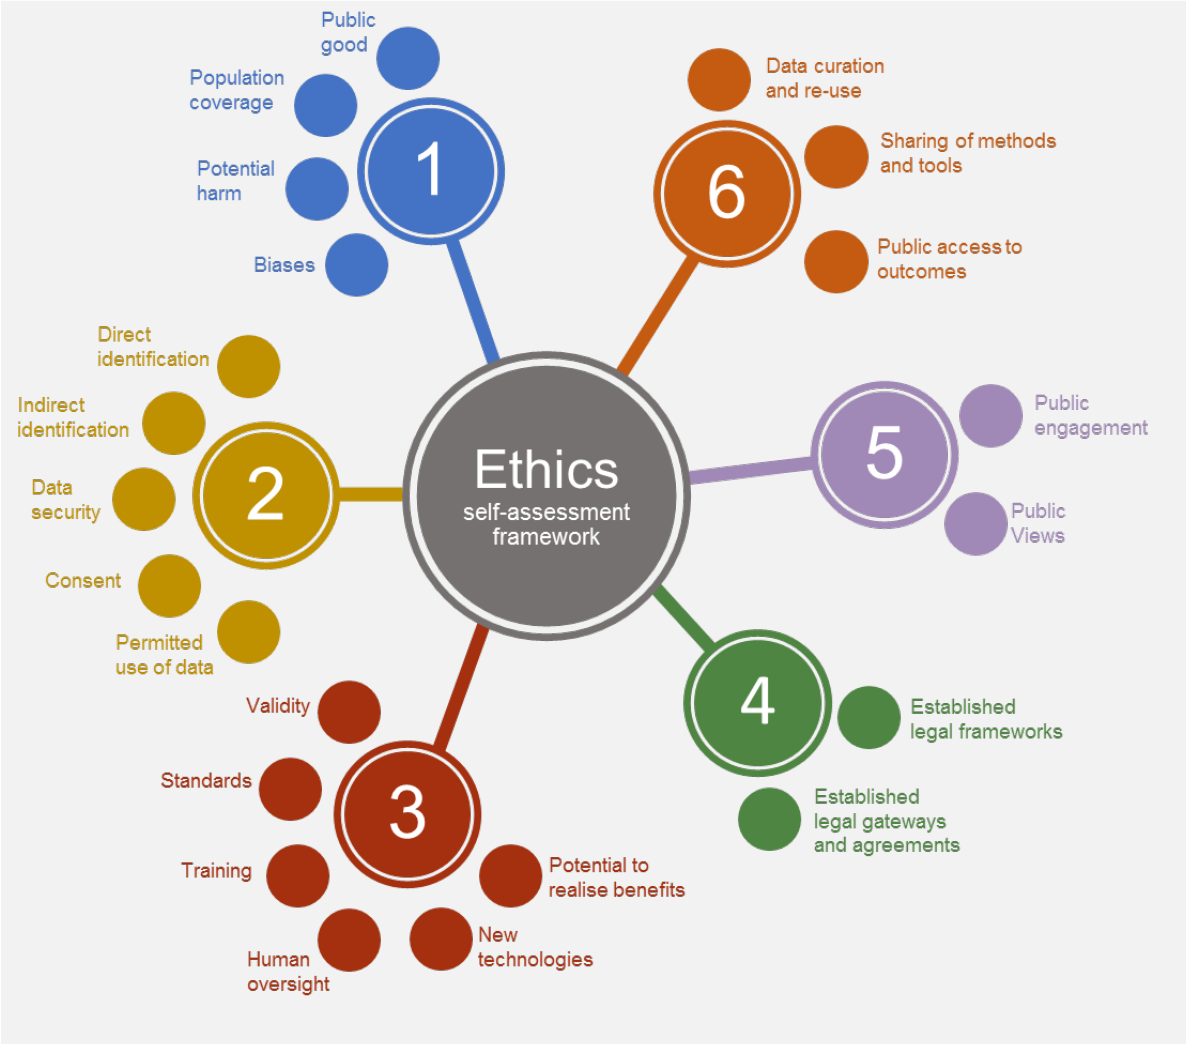 Ethics
self-assessment
framework
1
Public
good
Population
coverage
Potential
harm
Biases
2
Direct
identification
Indirect
identification
Data
security
Consent
Permitted
use of data
3
Validity
Standards
Training
Human
oversight
New
technologies
Potential to
realise benefits
4
Established
legal frameworks
Established
legal gateways
and agreements
5
Public
engagement
Public
Views
6
Data curation
and re-use
Sharing of methods
and tools
Public access to
outcomes